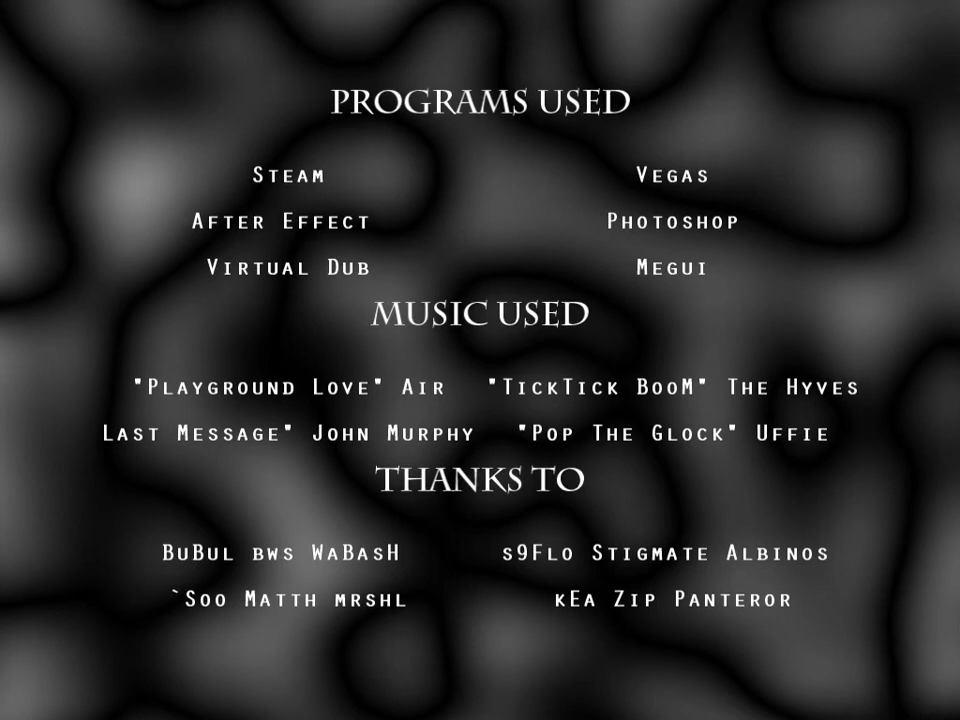 PROGRAMS USED
STEAM VEGAS
AFTER EFFECT PHOTOSHOP
VIRTUAL DUB MEGUI
MUSIC USED
"PLAYGROUND LOVE" AIR "TICKTICK BOOM" THE HYVES
LAST MESSAGE" JOHN MURPHY "POP THE GLOCK" UFFIE
THANKS TO
BUBUL BWS WABASH S9FLO STIGMATE ALBINOS
`SOO MATTH MRSHL KEA ZIP PANTEROR